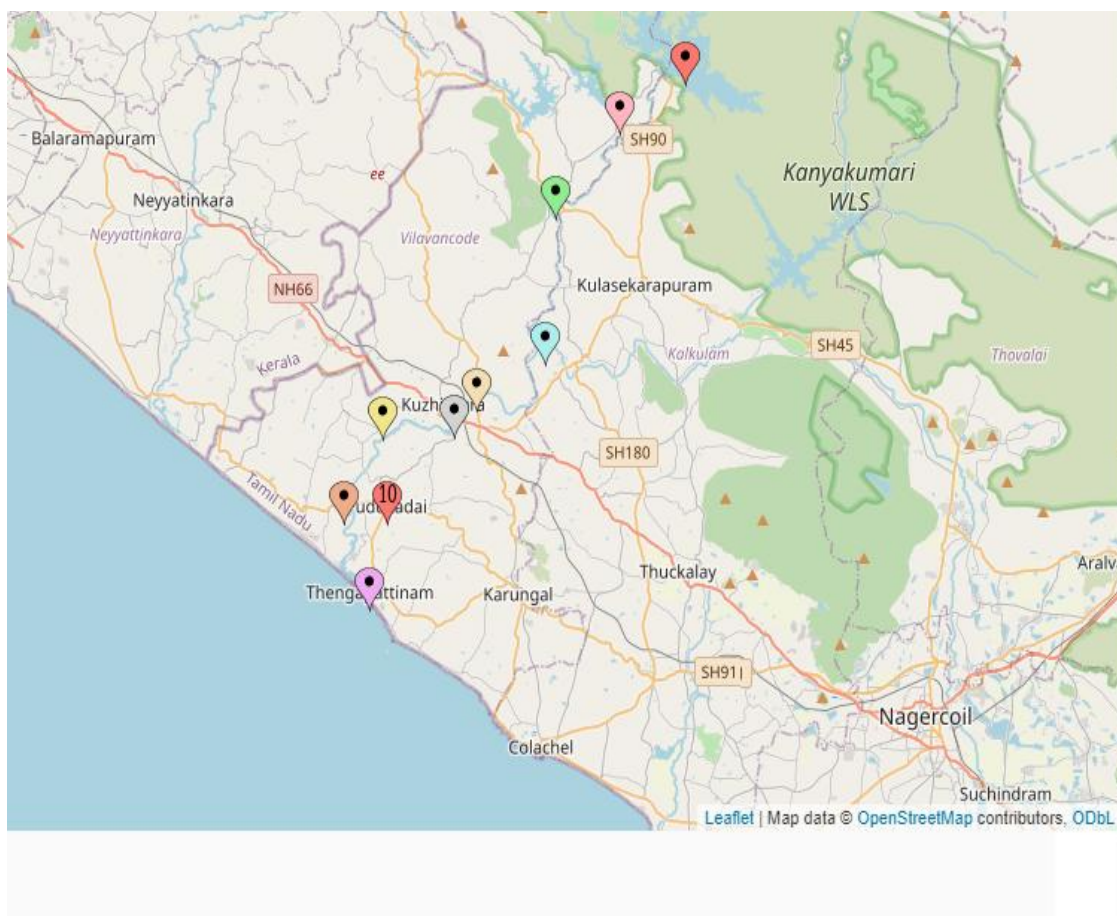 Balaramapuram
SH90
Kanyakumari
WLS
ee
Neyyatinkara
Neyyattinkara
Vilavancode
NH66
Kulasekarapuram
Kerala
Kalkulam
SH45
Thovalai
SH180
Tamil Nadu
10
Thuckalay
Karungal
SH91
Nagercoil
Colachel
Suchindram
Leaflet | Map data © OpenStreetMap contributors, ODbL